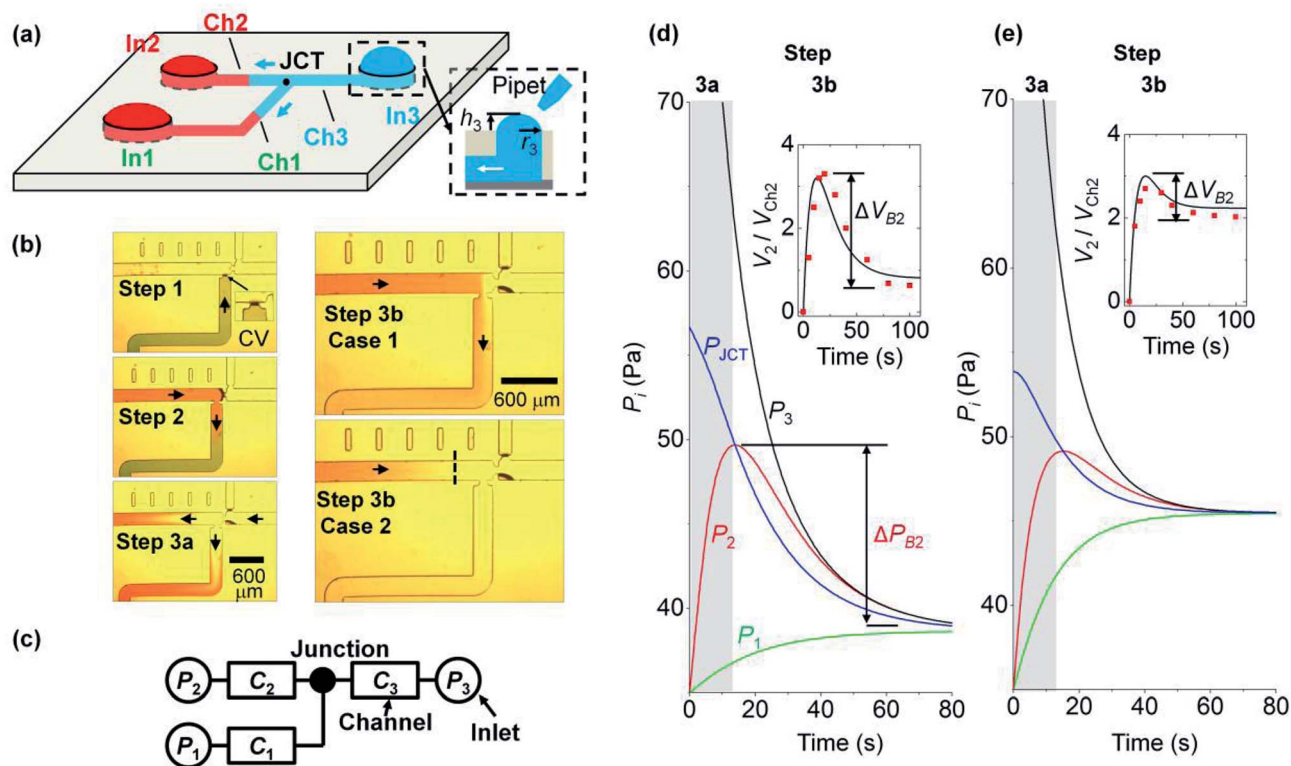 (a)
Ch2
In2
JCT
In1
Ch1
Ch3
In3
Pipet
h3
r3
(b)
Step 1
CV
Step 2
Step 3a
600
μm
Step 3b
Case 1
600 μm
Step 3b
Case 2
(c)
Junction
P2
C2
C3
P3
Channel
Inlet
P1
C1
(d)
Step
3a
3b
70
60
50
40
Pi (Pa)
0
20
40
60
80
Time (s)
PJCT
P3
P2
P1
ΔPB2
V2 / VCh2
4
2
0
0
50
100
Time (s)
ΔVB2
(e)
Step
3a
3b
70
60
50
40
Pi (Pa)
0
20
40
60
80
Time (s)
V2 / VCh2
4
2
0
0
50
100
Time (s)
ΔVB2